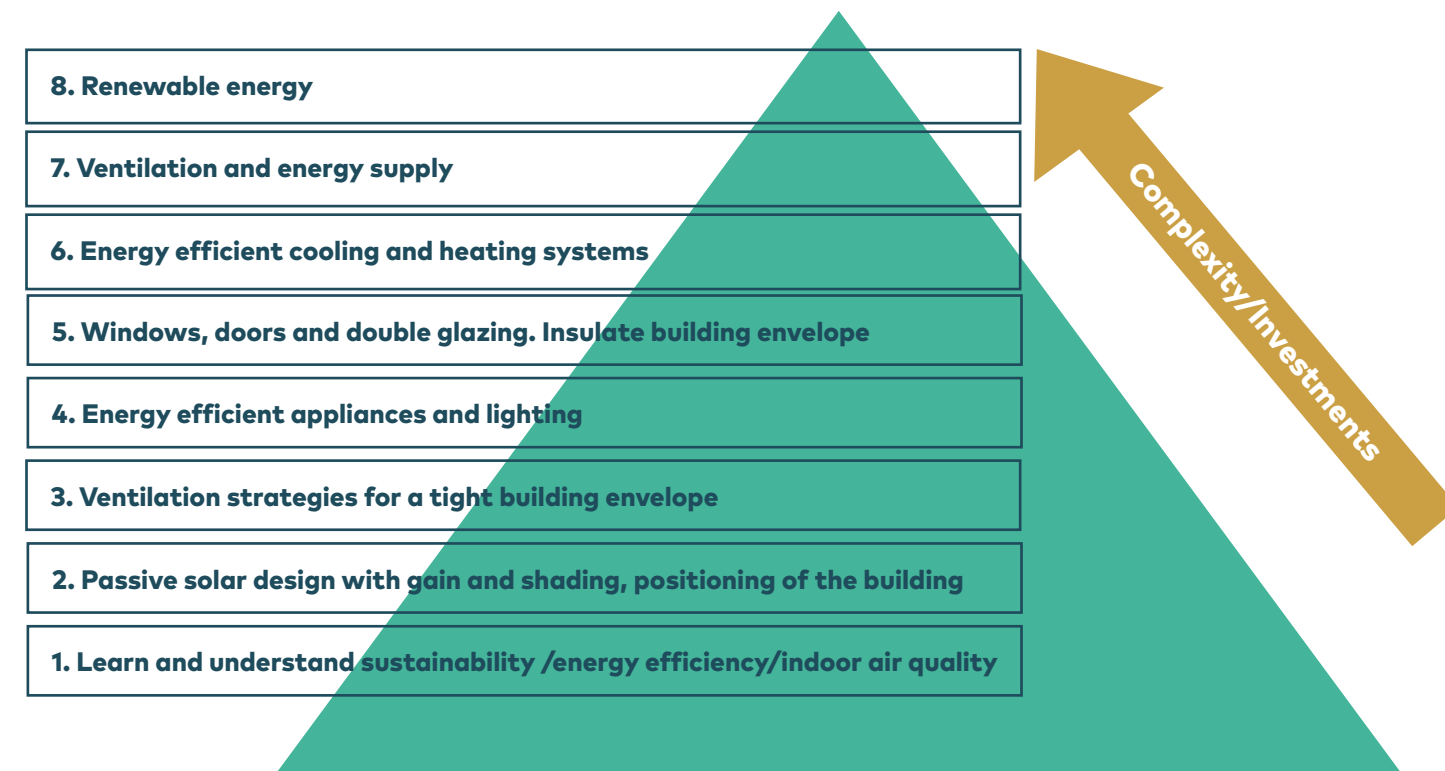 8. Renewable energy
7. Ventilation and energy supply
6. Energy efficient cooling and heating systems
5. Windows, doors and double glazing. Insulate building envelope
4. Energy efficient appliances and lighting
3. Ventilation strategies for a tight building envelope
2. Passive solar design with gain and shading, positioning of the building
1. Learn and understand sustainability /energy efficiency/indoor air quality
Complexity/Investments